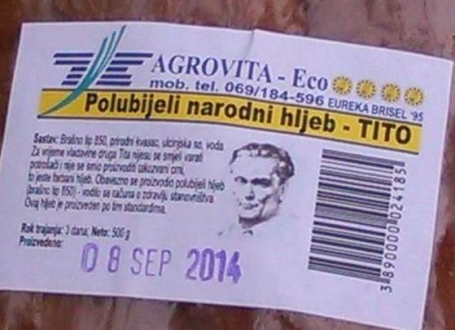 AGROVITA - Eco
mob. tel. 069/184-596 EUREKA BRISEL '95
Polubijeli narodni hljeb - TITO
Sastav: Brašno tip 850, prirodni kvasac, ulcinjska so, voda.
Za vrijeme vladavine druga Tita nijesu se smjeli varati
potrošači i nije se smio proizvoditi takozvani crni,
to jeste farbani hljeb. Obavezno se proizvodio polubijeli hljeb
(brašno tip 850) - vodilo se računa o zdravlju stanovništva.
Ovaj hljeb je proizveden po tim standardima.
Rok trajanja: 3 dana; Neto: 500 g
Proizvedeno:
08 SEP 2014
3890000024185